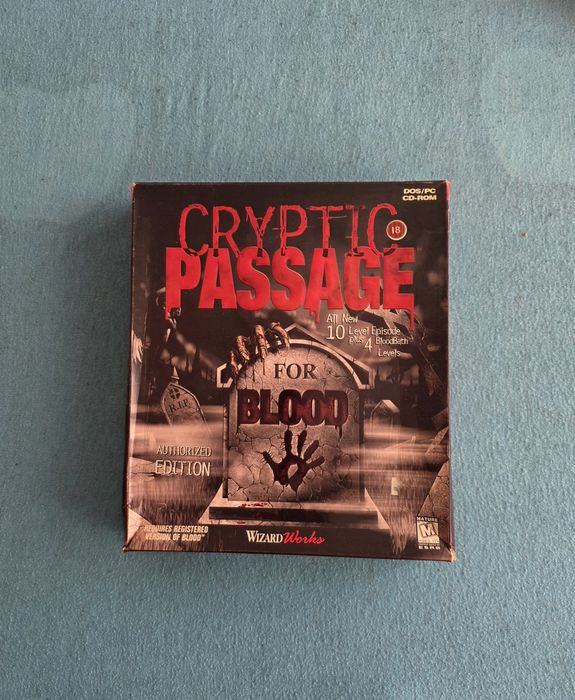 DOS/PC
CD-ROM
CRYPTIC
18
PASSAGE
All New
10 Level Episode
plus 4 BloodBath
Levels
FOR
BLOOD
R.I.P.
AUTHORIZED
EDITION
REQUIRES REGISTERED
VERSION OF BLOOD™
WIZARDWorks
MATURE
M
ESRB